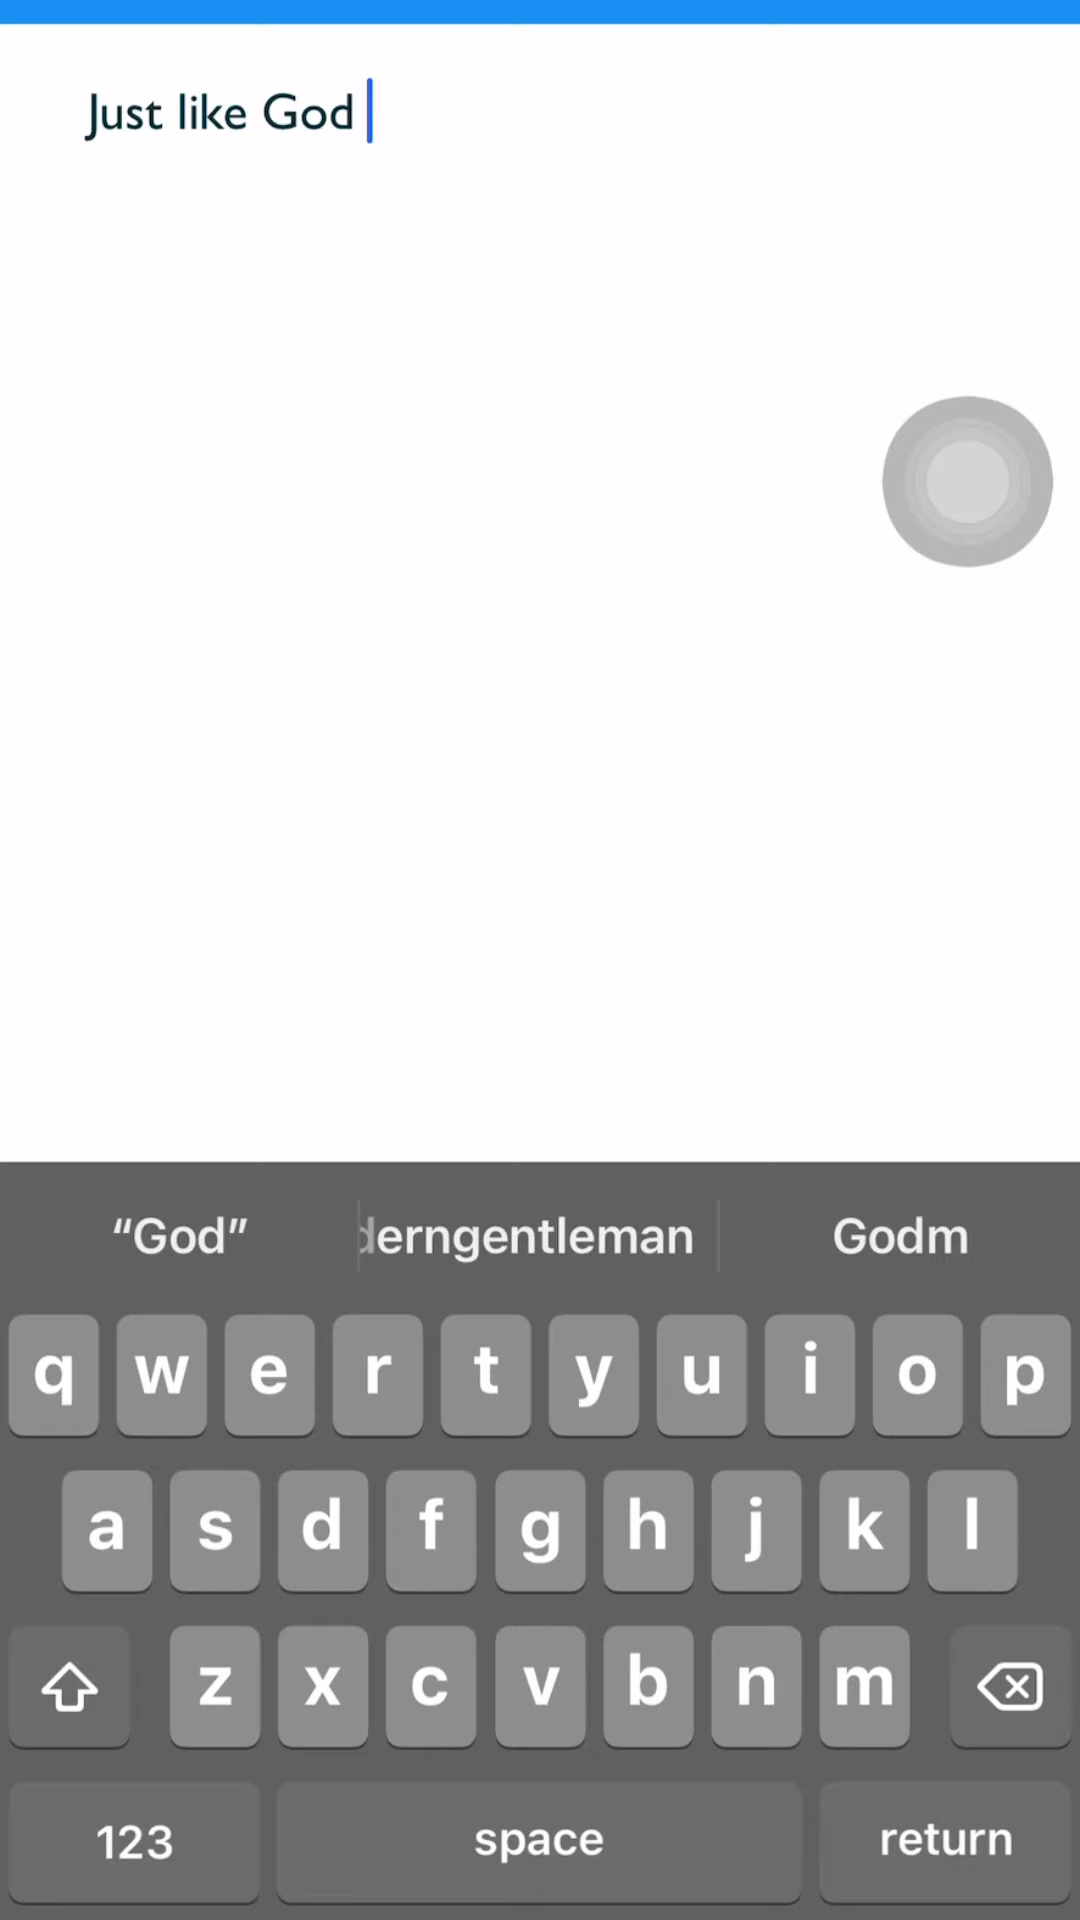 Just like God
“God” derngentleman Godm
q w e r t y u i o p
a s d f g h j k l
z x c v b n m
123 space return